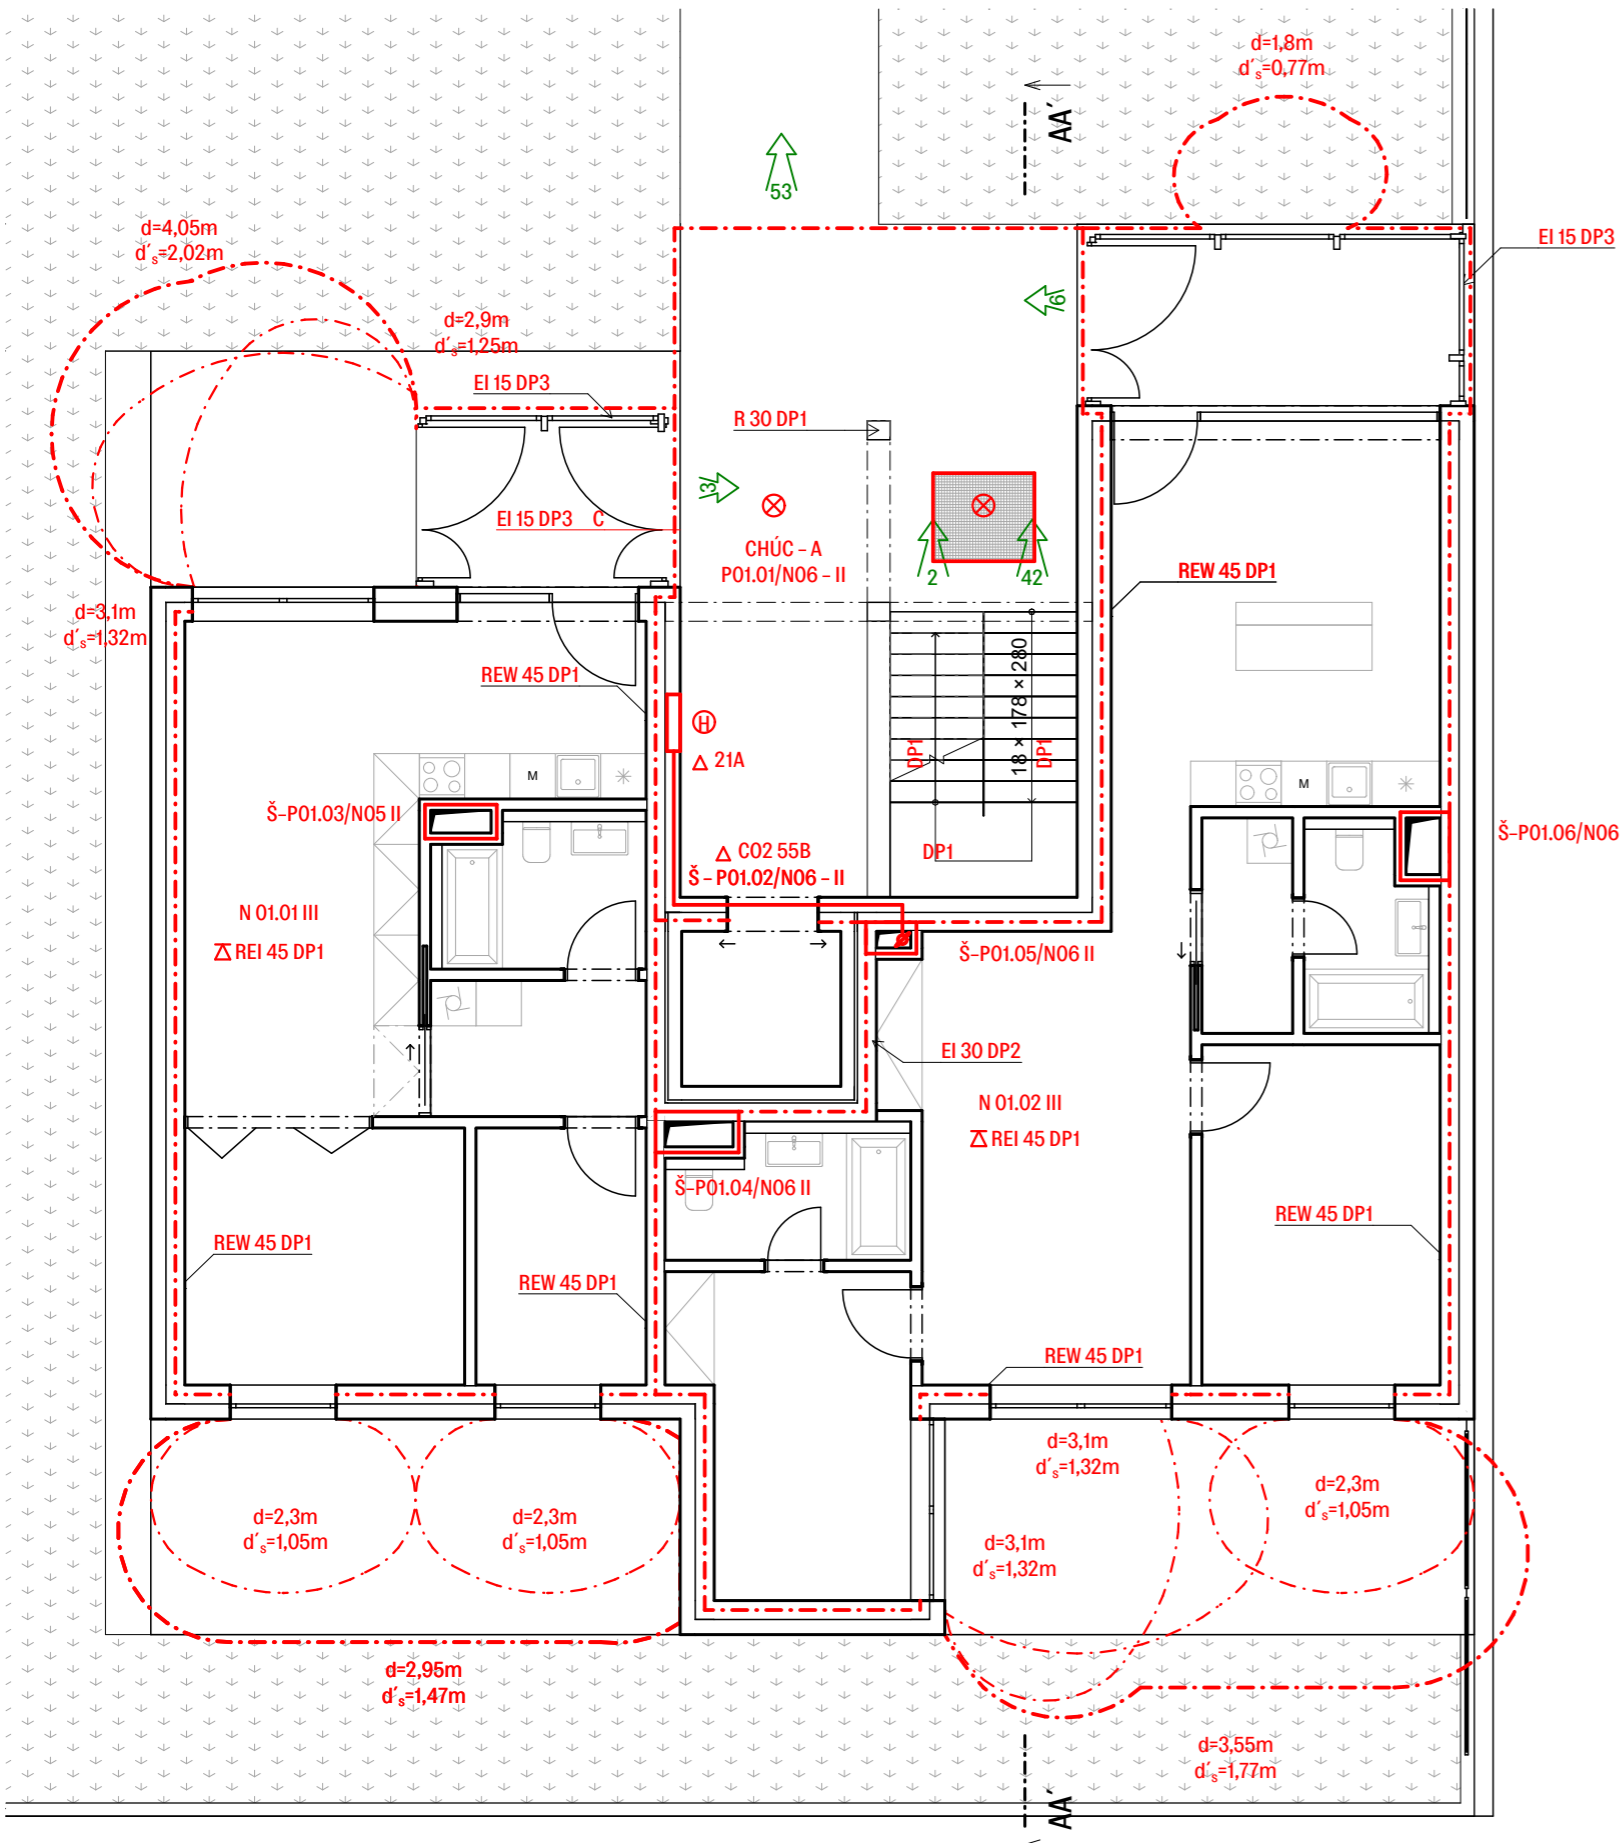 d=1,8m
d´s=0,77m
AA´
53
d=4,05m
d´s=2,02m
EI 15 DP3
6
d=2,9m
d´s=1,25m
EI 15 DP3
R 30 DP1
3
EI 15 DP3 C
CHÚC - A
P01.01/N06 - II
2
42
REW 45 DP1
d=3,1m
d´s=1,32m
REW 45 DP1
18 × 178 × 280
DP1
DP1
H
21A
M
M
Š-P01.03/N05 II
Š-P01.06/N06
CO2 55B
DP1
Š - P01.02/N06 - II
N 01.01 III
REI 45 DP1
Š-P01.05/N06 II
EI 30 DP2
N 01.02 III
REI 45 DP1
Š-P01.04/N06 II
REW 45 DP1
REW 45 DP1
REW 45 DP1
REW 45 DP1
d=3,1m
d´s=1,32m
d=2,3m
d´s=1,05m
d=2,3m
d´s=1,05m
d=2,3m
d´s=1,05m
d=3,1m
d´s=1,32m
d=2,95m
d´s=1,47m
d=3,55m
d´s=1,77m
AA´